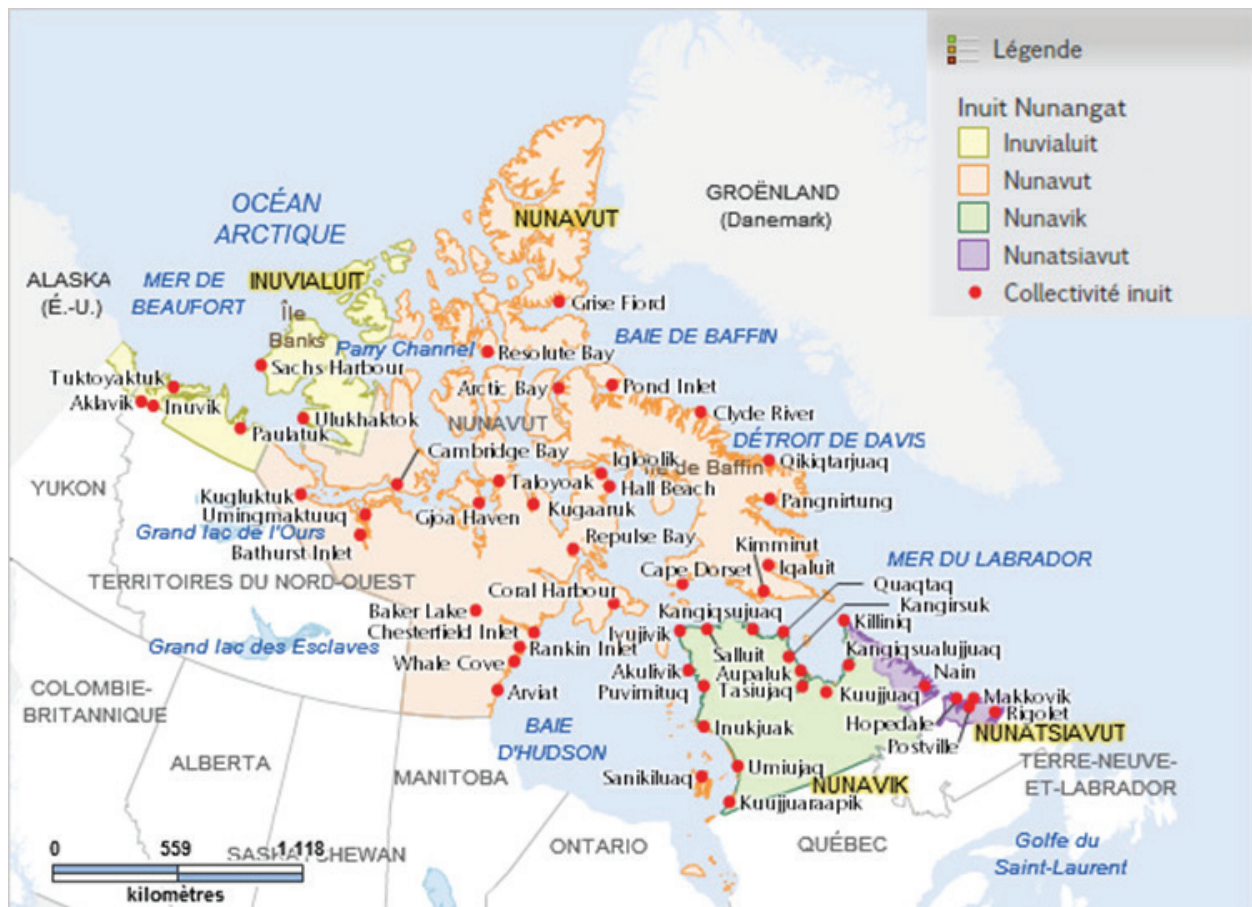 Légende
Inuit Nunangat
Inuvialuit
Nunavut
Nunavik
Nunatsiavut
Collectivité inuit
GROËNLAND
(Danemark)
NUNAVUT
OCÉAN
ARCTIQUE
ALASKA
(É.-U.)
MER DE
BEAUFORT
INUVIALUIT
Île
Banks
Grise Fiord
BAIE DE BAFFIN
Parry Channel
Resolute Bay
Sachs Harbour
Tuktoyaktuk
Arctic Bay
Pond Inlet
Aklavik
Inuvik
Ulukhaktok
NUNAVUT
Clyde River
Paulatuk
DÉTROIT DE DAVIS
Cambridge Bay
Igloolik
Île de Baffin
Qikiqtarjuaq
YUKON
Taloyoak
Hall Beach
Kugluktuk
Pangnirtung
Umingmaktuuq
Gjoa Haven
Kugaaruk
Grand lac de l'Ours
Bathurst Inlet
Repulse Bay
Kimmirut
MER DU LABRADOR
TERRITOIRES DU NORD-OUEST
Cape Dorset
Iqaluit
Coral Harbour
Quaqtaq
Kangirsuk
Baker Lake
Kangiqsujuaq
Killiniq
Chesterfield Inlet
Ivujivik
Grand lac des Esclaves
Rankin Inlet
Salluit
Kangiqsualujjuaq
Whale Cove
Akulivik
Aupaluk
Nain
COLOMBIE-
BRITANNIQUE
Arviat
Puvirnituq
Tasiujaq
Kuujjuaq
Makkovik
Hopedale
Rigolet
BAIE
D'HUDSON
Inukjuak
Postville
NUNATSIAVUT
ALBERTA
MANITOBA
Sanikiluaq
Umiujaq
NUNAVIK
TERRE-NEUVE-
ET-LABRADOR
Kuujjuaraapik
0 559 1,118
SASKATCHEWAN
kilomètres
ONTARIO
QUÉBEC
Golfe du
Saint-Laurent